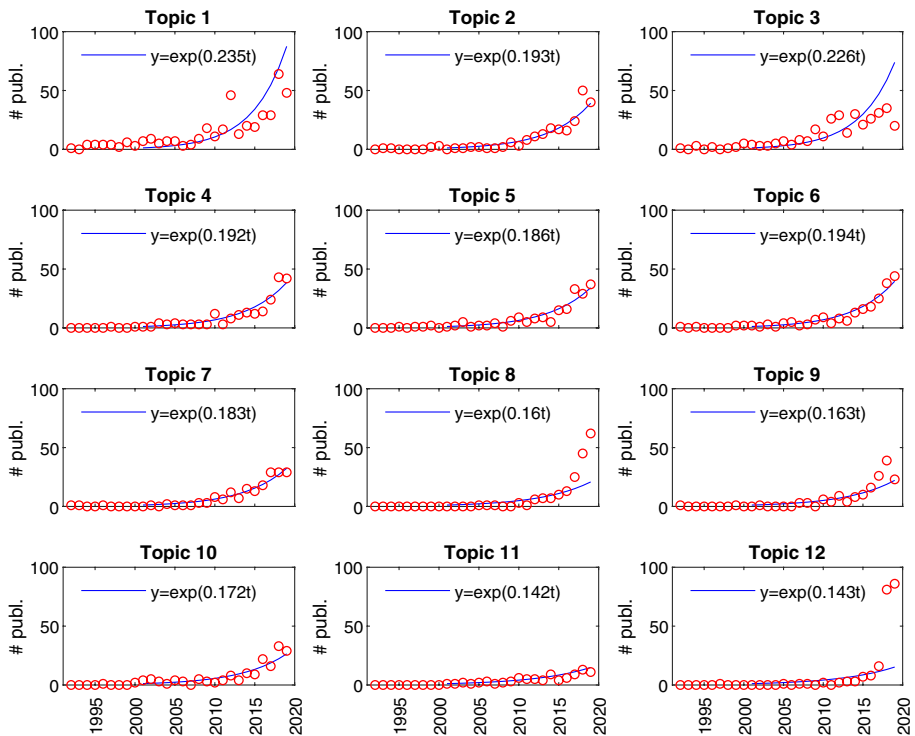 Topic 1
Topic 2
Topic 3
100
50
0
# publ.
y=exp(0.235t)
100
50
0
# publ.
y=exp(0.193t)
100
50
0
# publ.
y=exp(0.226t)
Topic 4
Topic 5
Topic 6
100
50
0
# publ.
y=exp(0.192t)
100
50
0
# publ.
y=exp(0.186t)
100
50
0
# publ.
y=exp(0.194t)
Topic 7
Topic 8
Topic 9
100
50
0
# publ.
y=exp(0.183t)
100
50
0
# publ.
y=exp(0.16t)
100
50
0
# publ.
y=exp(0.163t)
Topic 10
Topic 11
Topic 12
100
50
0
# publ.
y=exp(0.172t)
100
50
0
# publ.
y=exp(0.142t)
100
50
0
# publ.
y=exp(0.143t)
1995
2000
2005
2010
2015
2020
1995
2000
2005
2010
2015
2020
1995
2000
2005
2010
2015
2020